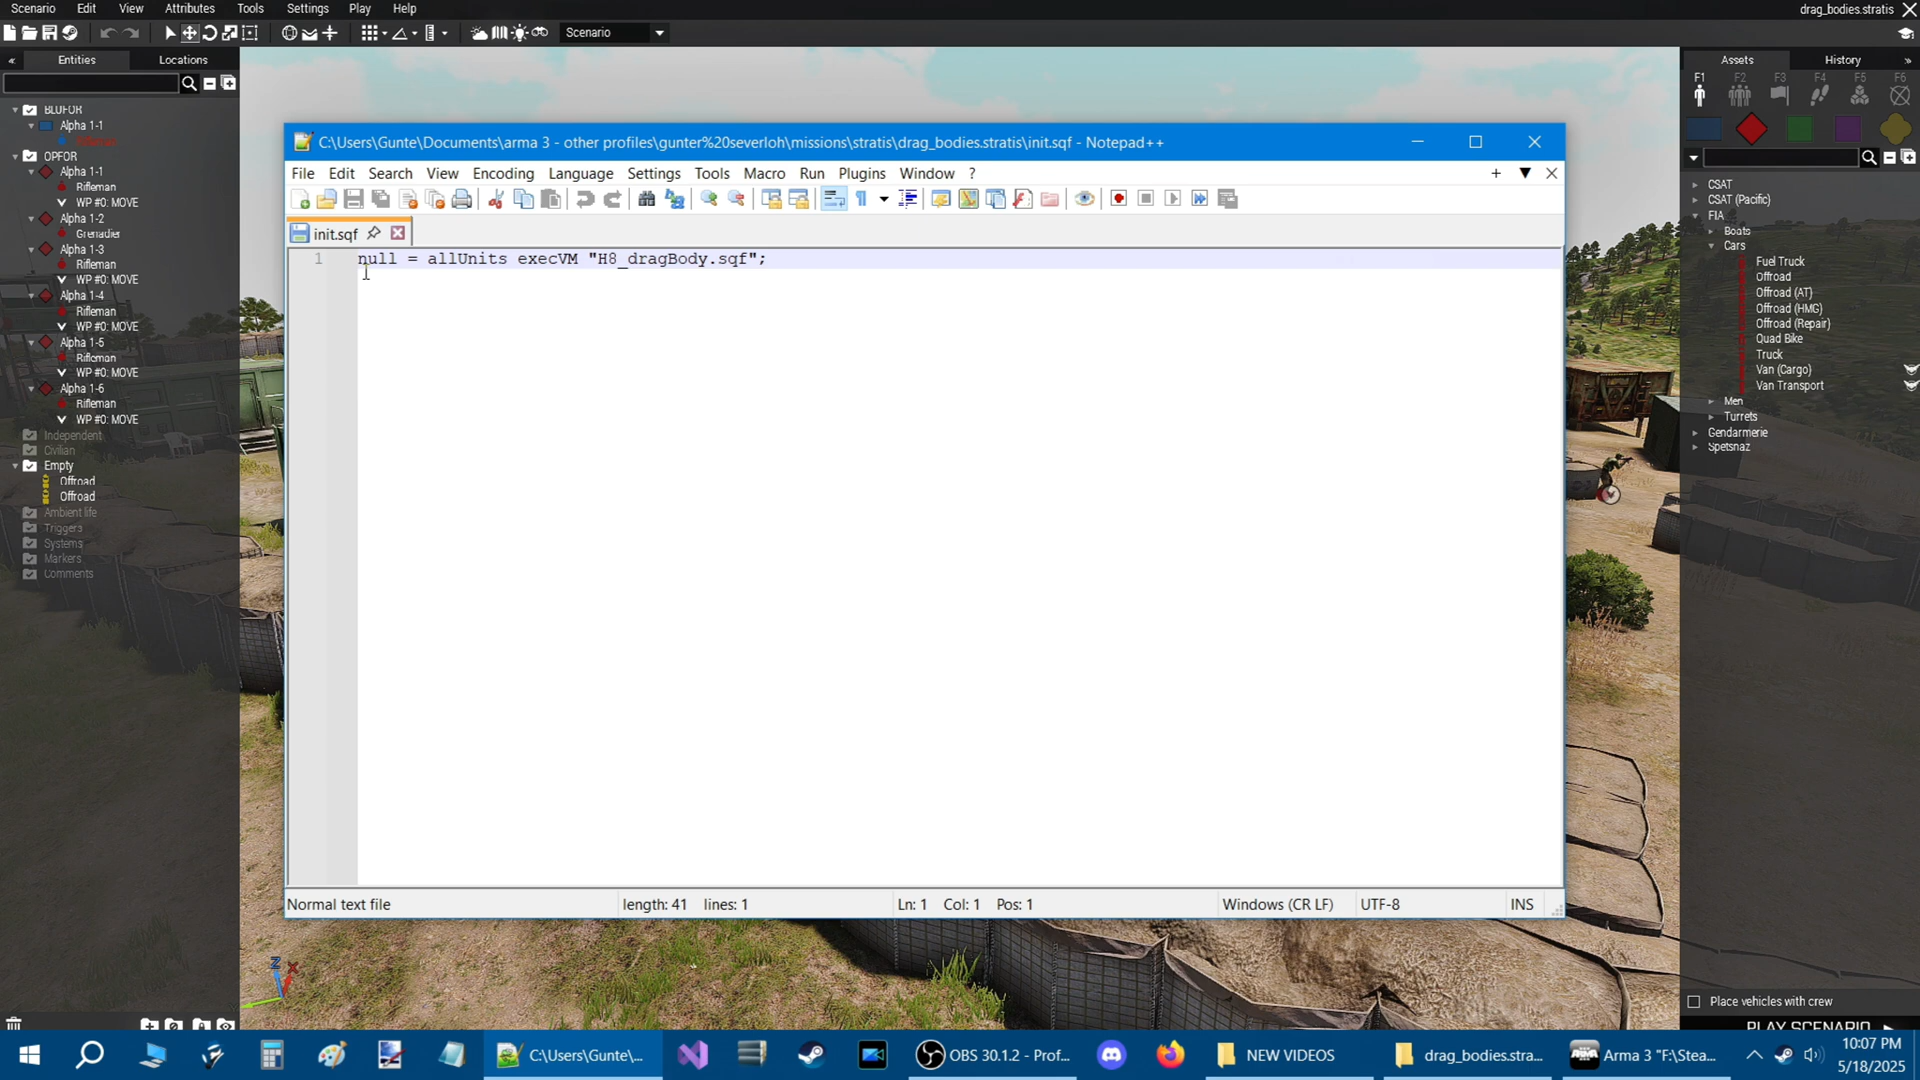 Scenario Edit View Attributes Tools Settings Play Help
drag_bodies.stratis
Scenario
Entities Locations
BLUFOR
Alpha 1-1
OPFOR
Alpha 1-1
Rifleman
WP #0: MOVE
Alpha 1-2
Grenadier
Alpha 1-3
Rifleman
WP #0: MOVE
Alpha 1-4
Rifleman
WP #0: MOVE
Alpha 1-5
Rifleman
WP #0: MOVE
Alpha 1-6
Rifleman
WP #0: MOVE
Independent
Civilian
Empty
Offroad
Offroad
Ambient life
Triggers
Systems
Markers
Comments
C:\Users\Gunte\Documents\arma 3 - other profiles\gunter%20severloh\missions\stratis\drag_bodies.stratis\init.sqf - Notepad++
File Edit Search View Encoding Language Settings Tools Macro Run Plugins Window ?
init.sqf
1 null = allUnits execVM "H8_dragBody.sqf";
Normal text file length: 41 lines: 1 Ln: 1 Col: 1 Pos: 1 Windows (CR LF) UTF-8 INS
Assets History
F1 F2 F3 F4 F5 F6
CSAT
CSAT (Pacific)
FIA
Boats
Cars
Fuel Truck
Offroad
Offroad (AT)
Offroad (HMG)
Offroad (Repair)
Quad Bike
Truck
Van (Cargo)
Van Transport
Men
Turrets
Gendarmerie
Spetsnaz
Place vehicles with crew
PLAY SCENARIO
Z X
C:\Users\Gunte\... OBS 30.1.2 - Prof... NEW VIDEOS drag_bodies.stra... Arma 3 "F:\Stea...
10:07 PM
5/18/2025